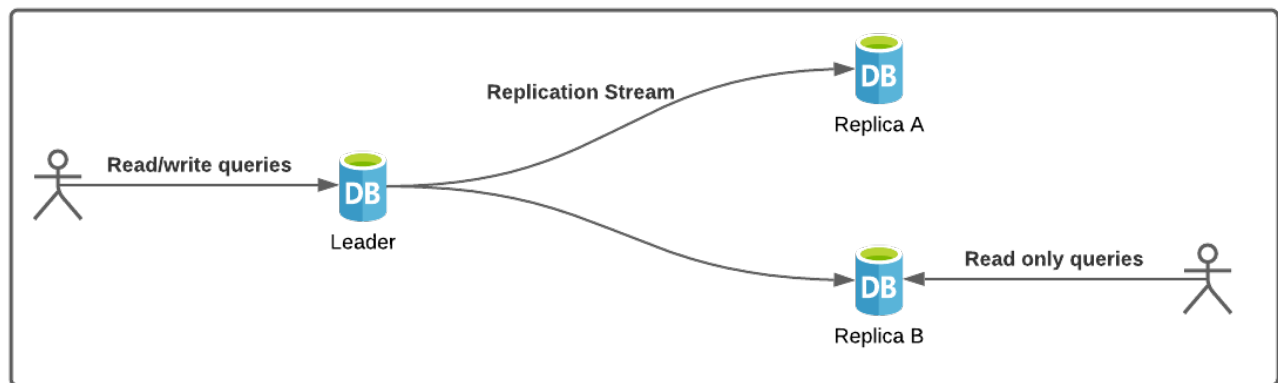 DB
Replica A
Replication Stream
Read/write queries
DB
Leader
DB
Replica B
Read only queries